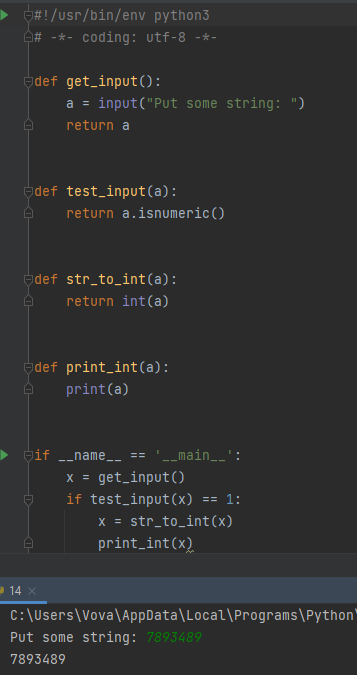 #!/usr/bin/env python3
# -*- coding: utf-8 -*-
def get_input():
    a = input("Put some string: ")
    return a
def test_input(a):
    return a.isnumeric()
def str_to_int(a):
    return int(a)
def print_int(a):
    print(a)
if __name__ == '__main__':
    x = get_input()
    if test_input(x) == 1:
        x = str_to_int(x)
        print_int(x)
14 ×
C:\Users\Vova\AppData\Local\Programs\Python\
Put some string: 7893489
7893489